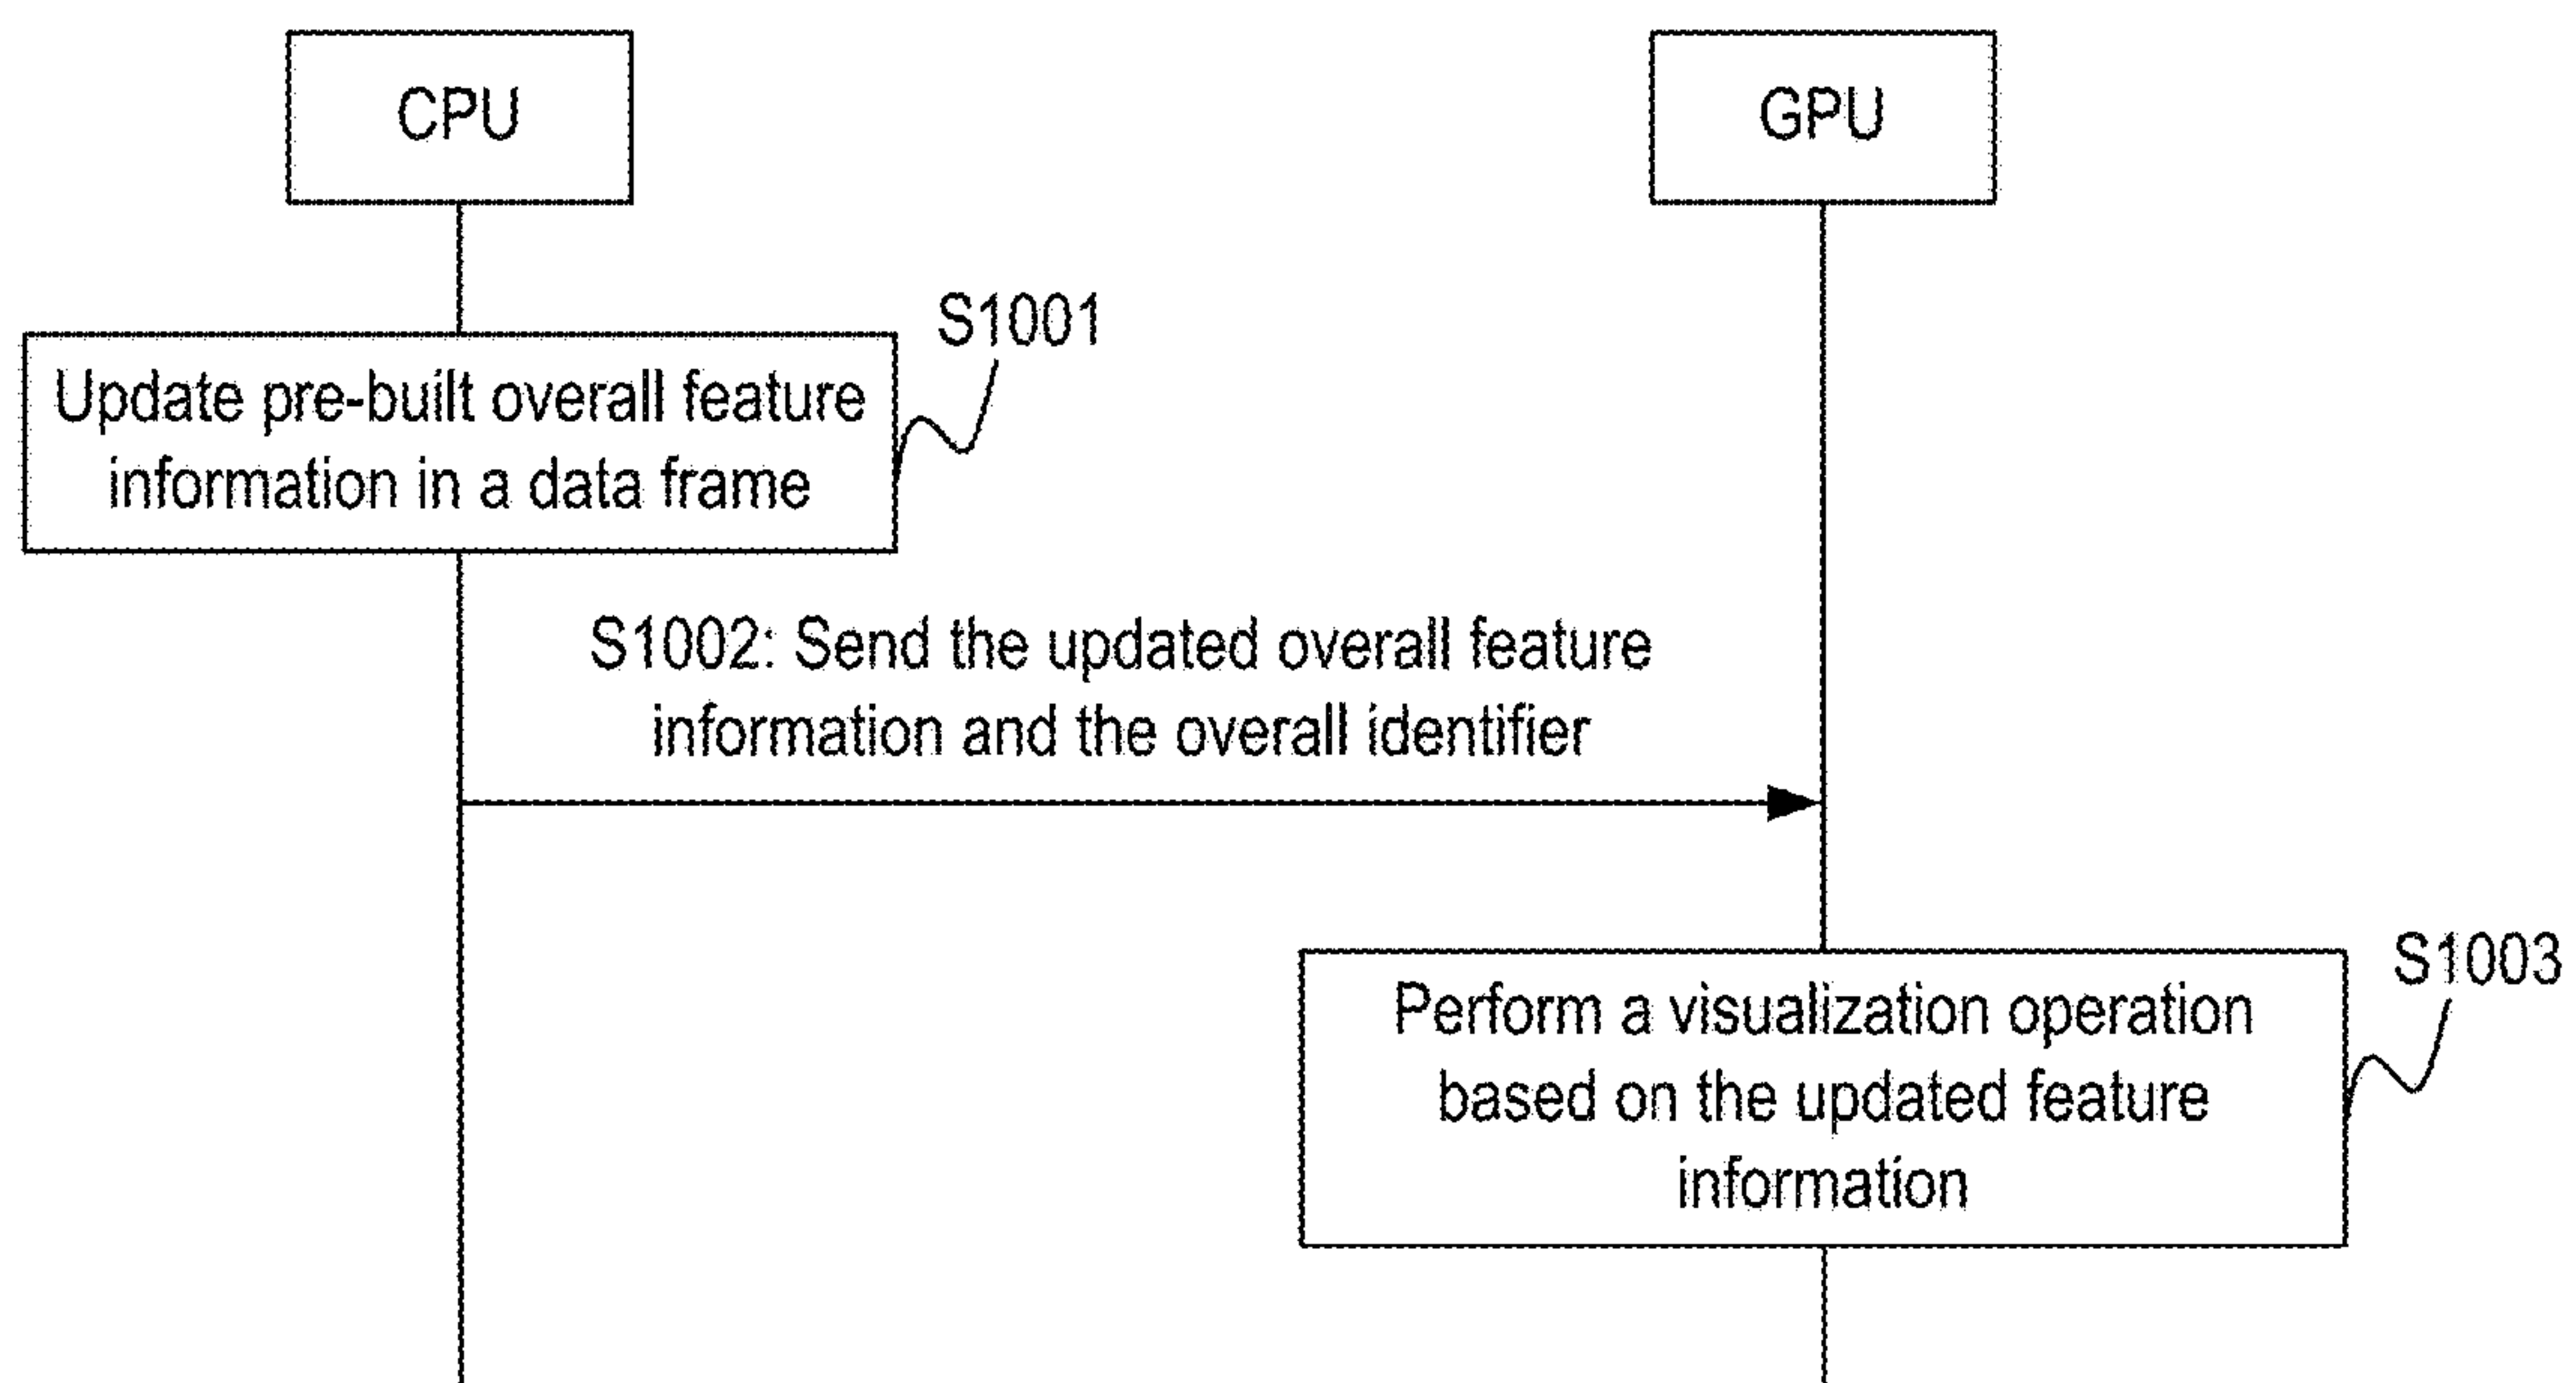 CPU
GPU
S1001
Update pre-built overall feature
information in a data frame
S1002: Send the updated overall feature
information and the overall identifier
S1003
Perform a visualization operation
based on the updated feature
information